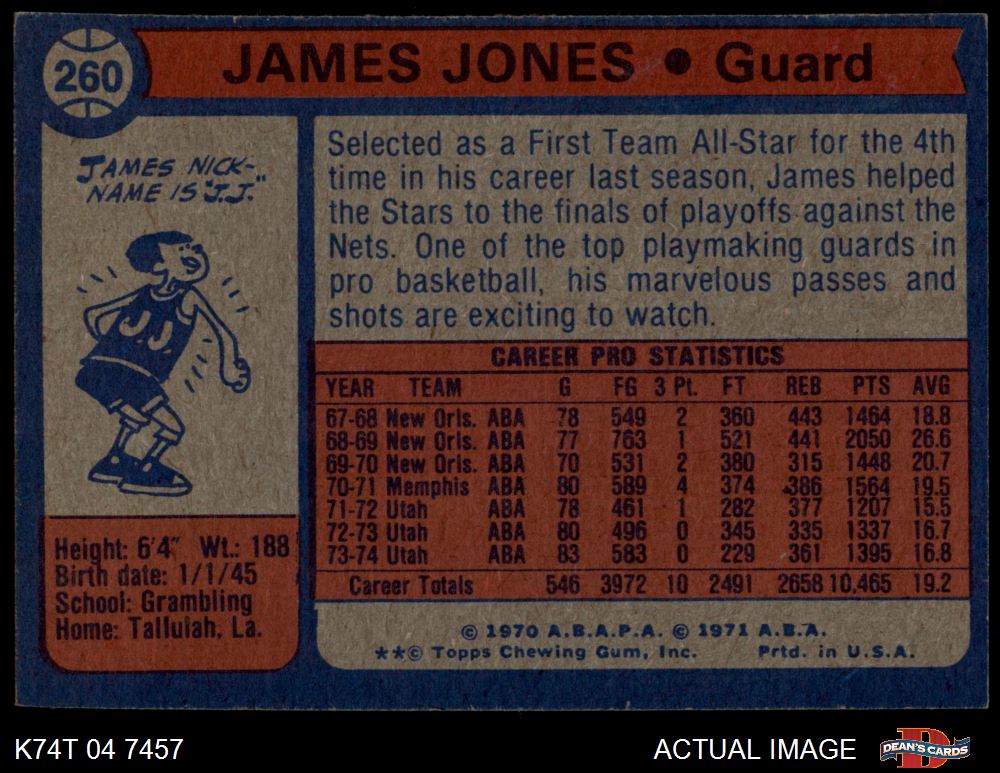 260
JAMES JONES ● Guard
JAMES NICK-
NAME IS "J.J."
J.J.
Height: 6'4" Wt.: 188
Birth date: 1/1/45
School: Grambling
Home: Tallulah, La.
Selected as a First Team All-Star for the 4th
time in his career last season, James helped
the Stars to the finals of playoffs against the
Nets. One of the top playmaking guards in
pro basketball, his marvelous passes and
shots are exciting to watch.
CAREER PRO STATISTICS
YEAR TEAM G FG 3 Pt. FT REB PTS AVG
67-68 New Orls. ABA 78 549 2 360 443 1464 18.8
68-69 New Orls. ABA 77 763 1 521 441 2050 26.6
69-70 New Orls. ABA 70 531 2 380 315 1448 20.7
70-71 Memphis ABA 80 589 4 374 386 1564 19.5
71-72 Utah ABA 78 461 1 282 377 1207 15.5
72-73 Utah ABA 80 496 0 345 335 1337 16.7
73-74 Utah ABA 83 583 0 229 361 1395 16.8
Career Totals 546 3972 10 2491 2658 10,465 19.2
© 1970 A.B.A.P.A. © 1971 A.B.A.
**© Topps Chewing Gum, Inc. Prtd. in U.S.A.
K74T 04 7457
ACTUAL IMAGE
DEAN'S CARDS